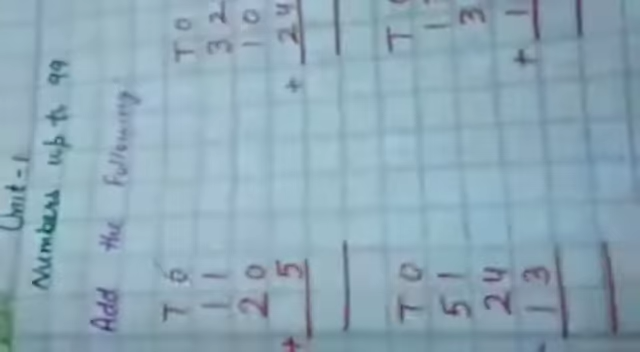 Unit-1
Numbers up to 99
Add the Following
T O
1 1
2 0
+ 5
T O
3 2
1 0
+ 2 4
T O
5 1
2 4
1 3
T
1
3
+ 1